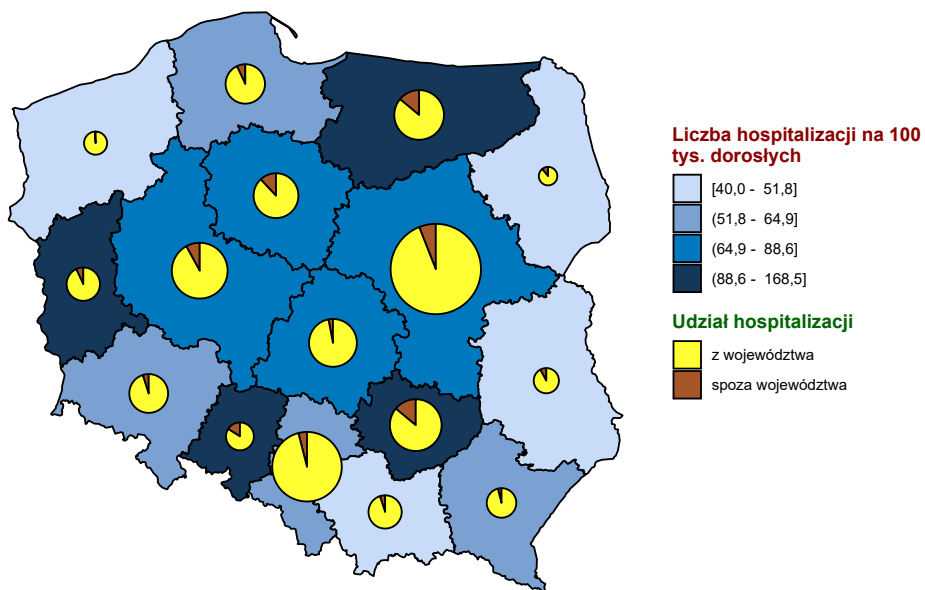 Liczba hospitalizacji na 100
tys. dorosłych
[40,0 - 51,8]
(51,8 - 64,9]
(64,9 - 88,6]
(88,6 - 168,5]
Udział hospitalizacji
z województwa
spoza województwa